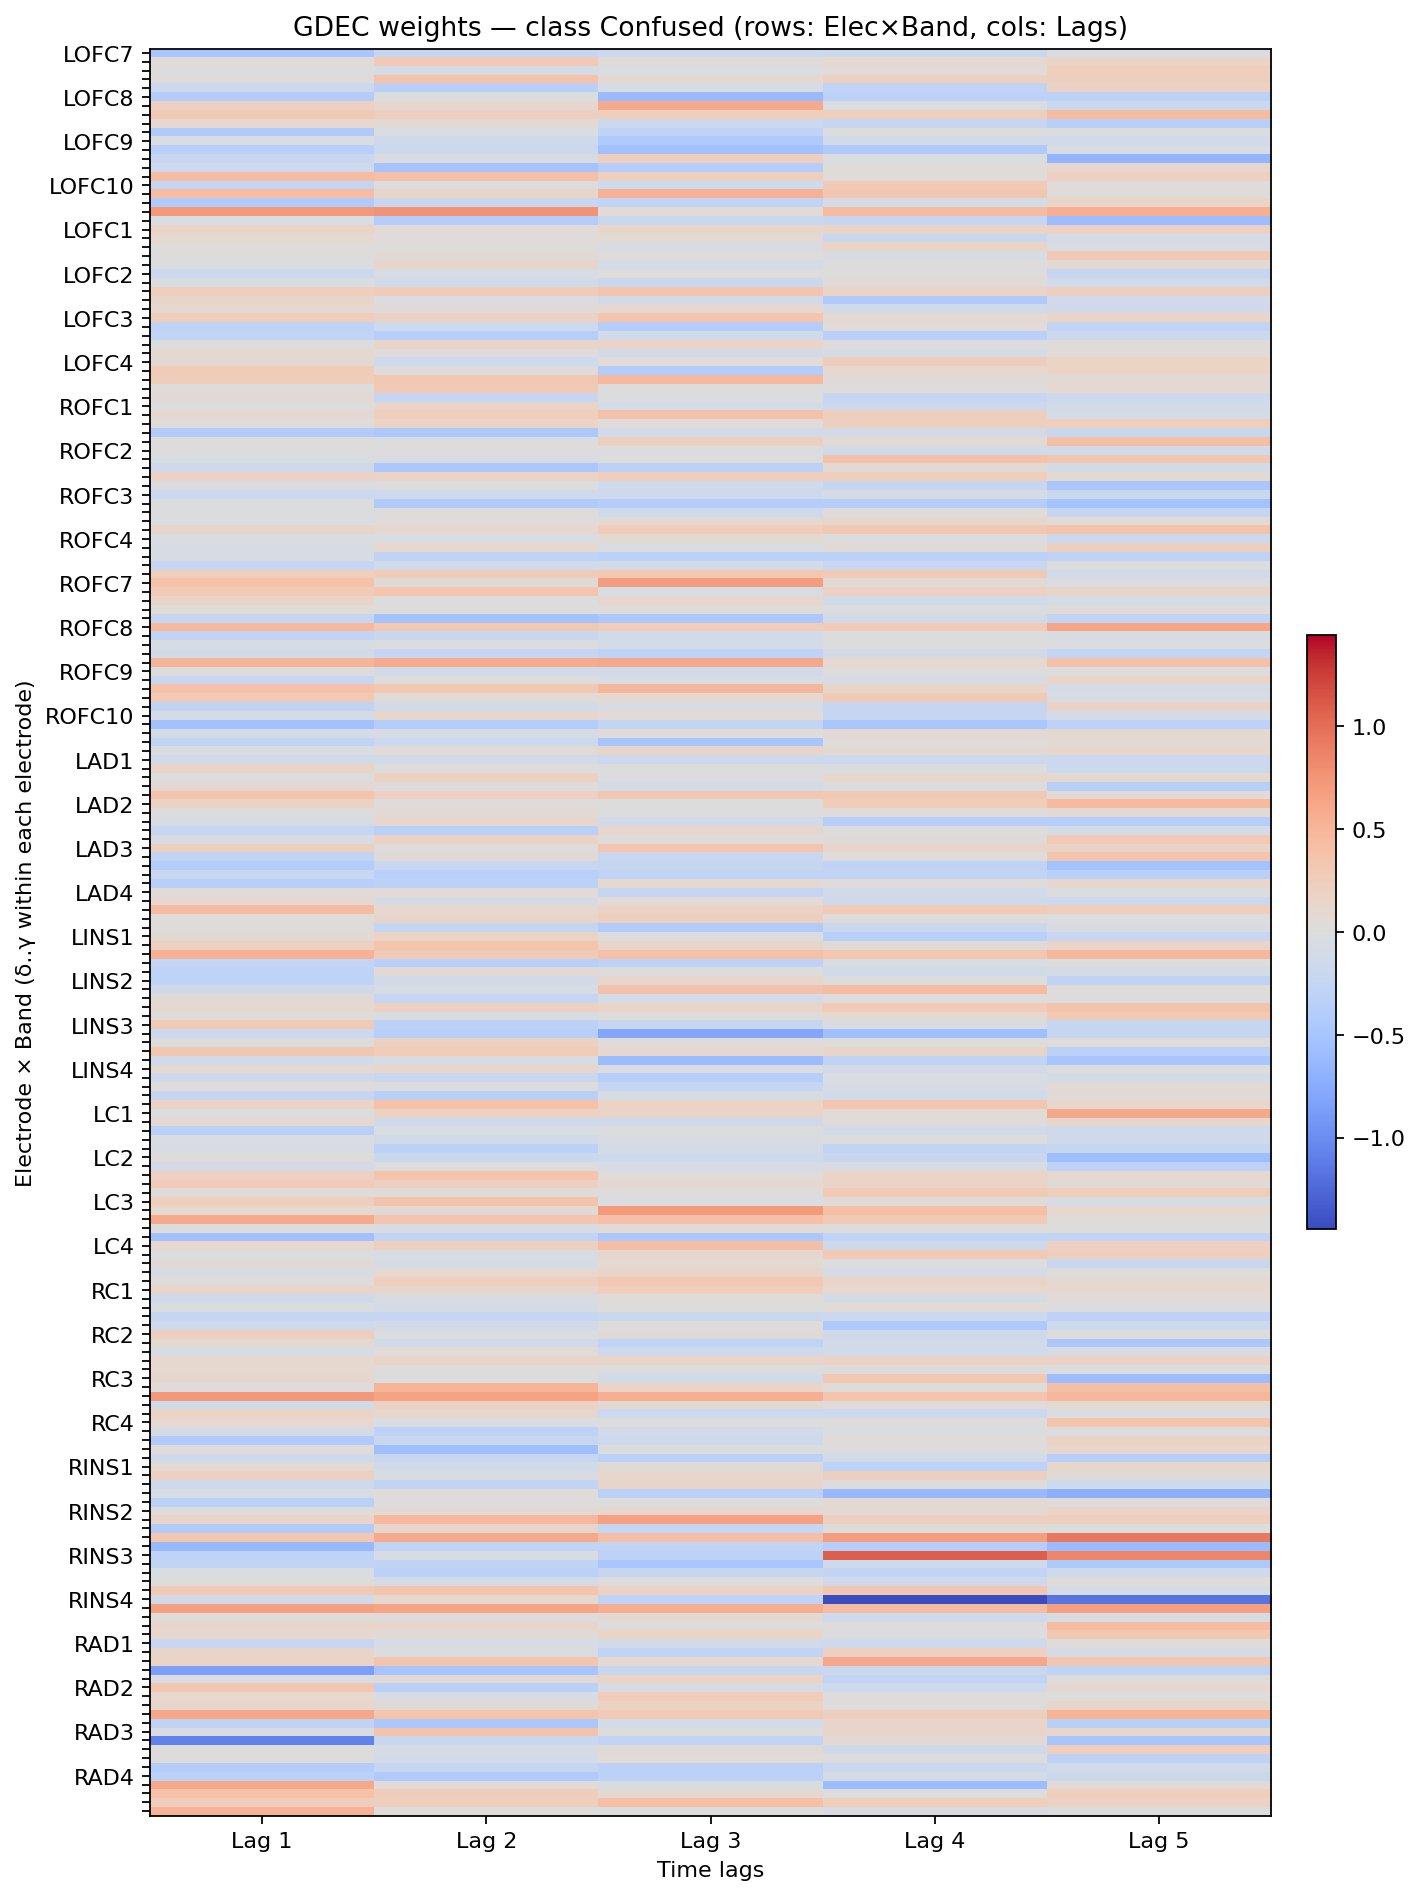 GDEC weights — class Confused (rows: Elec×Band, cols: Lags)
LOFC7
LOFC8
LOFC9
LOFC10
LOFC1
LOFC2
LOFC3
LOFC4
ROFC1
ROFC2
ROFC3
ROFC4
ROFC7
ROFC8
ROFC9
ROFC10
LAD1
LAD2
LAD3
LAD4
LINS1
LINS2
LINS3
LINS4
LC1
LC2
LC3
LC4
RC1
RC2
RC3
RC4
RINS1
RINS2
RINS3
RINS4
RAD1
RAD2
RAD3
RAD4
Electrode × Band (δ..γ within each electrode)
Lag 1
Lag 2
Lag 3
Lag 4
Lag 5
Time lags
1.0
0.5
0.0
−0.5
−1.0